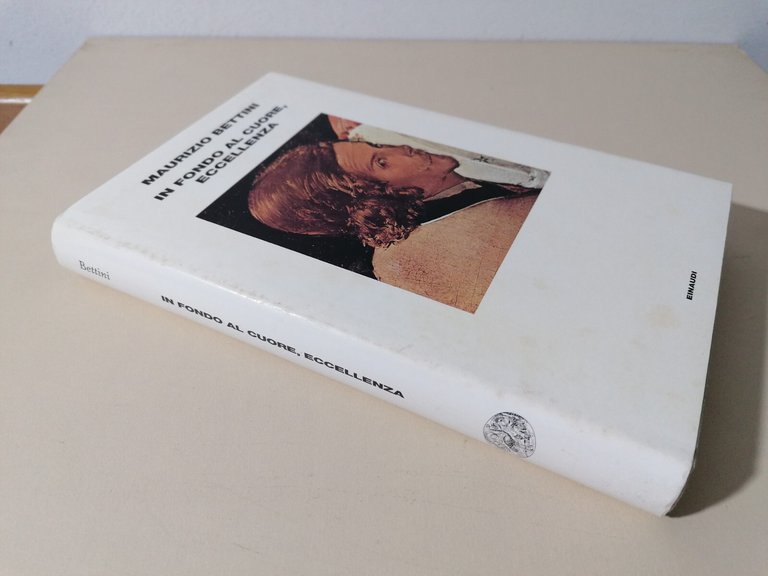 MAURIZIO BETTINI
IN FONDO AL CUORE,
ECCELLENZA
EINAUDI
Bettini
IN FONDO AL CUORE, ECCELLENZA